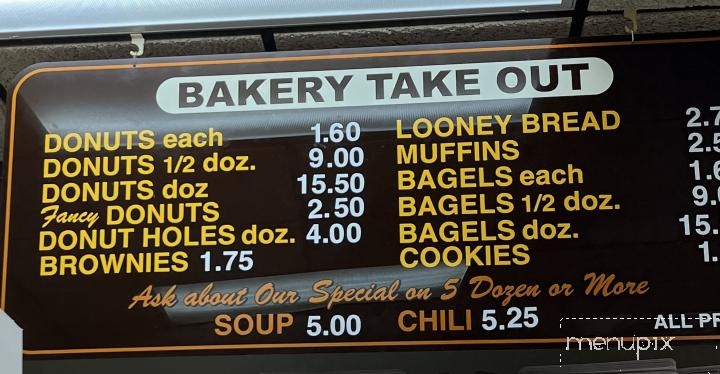 BAKERY TAKE OUT
DONUTS each 1.60
DONUTS 1/2 doz. 9.00
DONUTS doz 15.50
Fancy DONUTS 2.50
DONUT HOLES doz. 4.00
BROWNIES 1.75
LOONEY BREAD
MUFFINS
BAGELS each
BAGELS 1/2 doz.
BAGELS doz.
COOKIES
Ask about Our Special on 5 Dozen or More
SOUP 5.00 CHILI 5.25
ALL
menupix